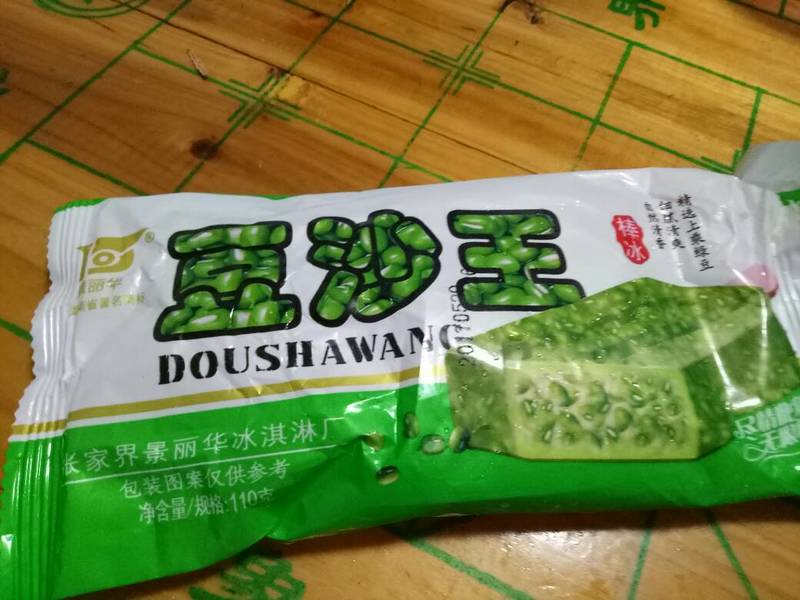 豆沙王
DOUSHAWANG
20170520
棒冰
精选上乘绿豆
细腻清爽
自然清香
张家界景丽华冰淇淋厂
包装图案仅供参考
净含量/规格:110克